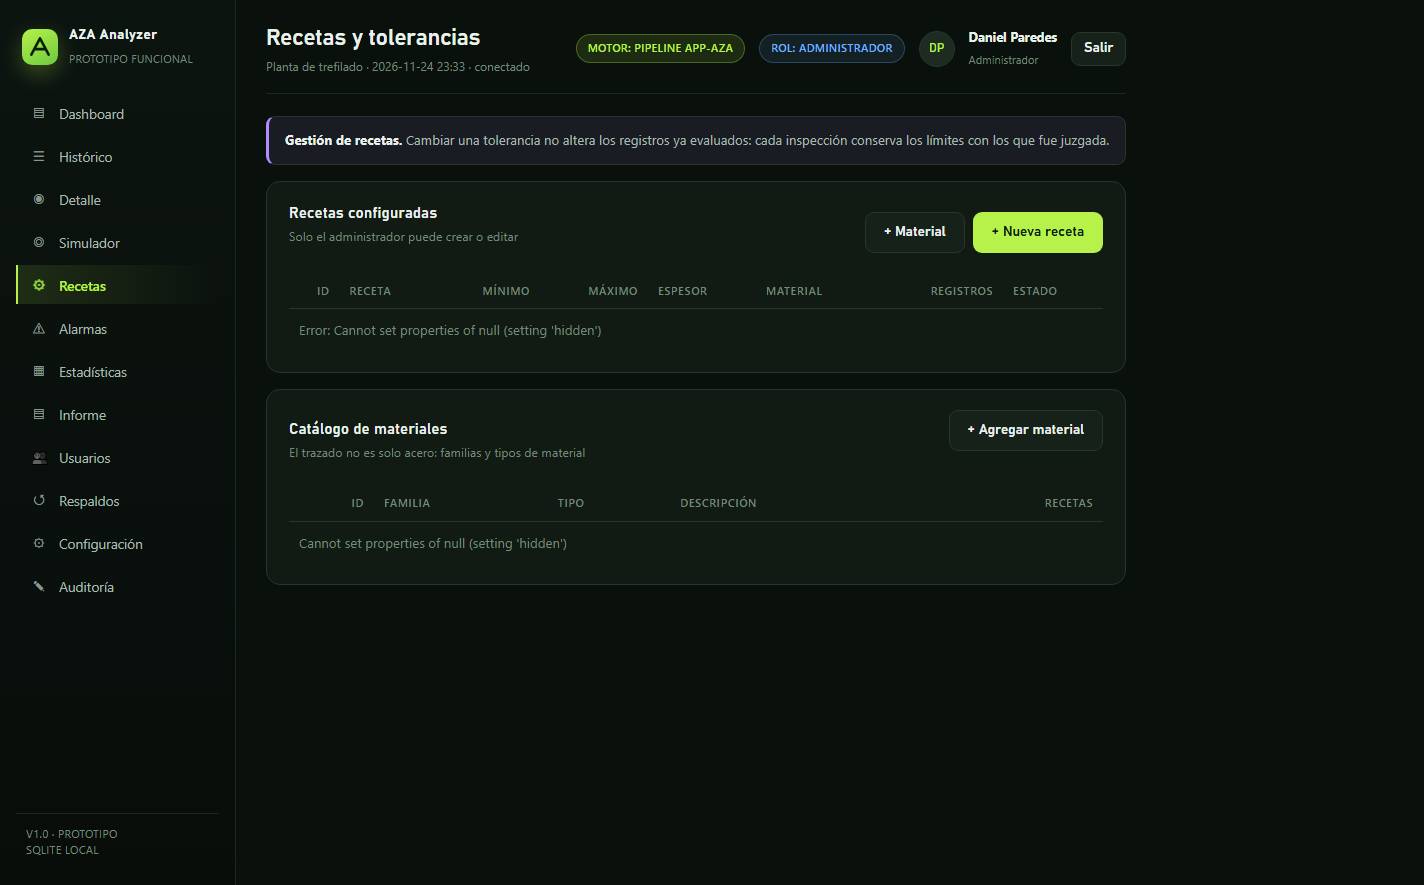 AZA Analyzer
PROTOTIPO FUNCIONAL
Dashboard
Histórico
Detalle
Simulador
Recetas
Alarmas
Estadísticas
Informe
Usuarios
Respaldos
Configuración
Auditoría
V1.0 · PROTOTIPO
SQLITE LOCAL
Recetas y tolerancias
Planta de trefilado · 2026-11-24 23:33 · conectado
MOTOR: PIPELINE APP-AZA
ROL: ADMINISTRADOR
DP
Daniel Paredes
Administrador
Salir
Gestión de recetas. Cambiar una tolerancia no altera los registros ya evaluados: cada inspección conserva los límites con los que fue juzgada.
Recetas configuradas
Solo el administrador puede crear o editar
+ Material
+ Nueva receta
ID RECETA MÍNIMO MÁXIMO ESPESOR MATERIAL REGISTROS ESTADO
Error: Cannot set properties of null (setting 'hidden')
Catálogo de materiales
El trazado no es solo acero: familias y tipos de material
+ Agregar material
ID FAMILIA TIPO DESCRIPCIÓN RECETAS
Cannot set properties of null (setting 'hidden')